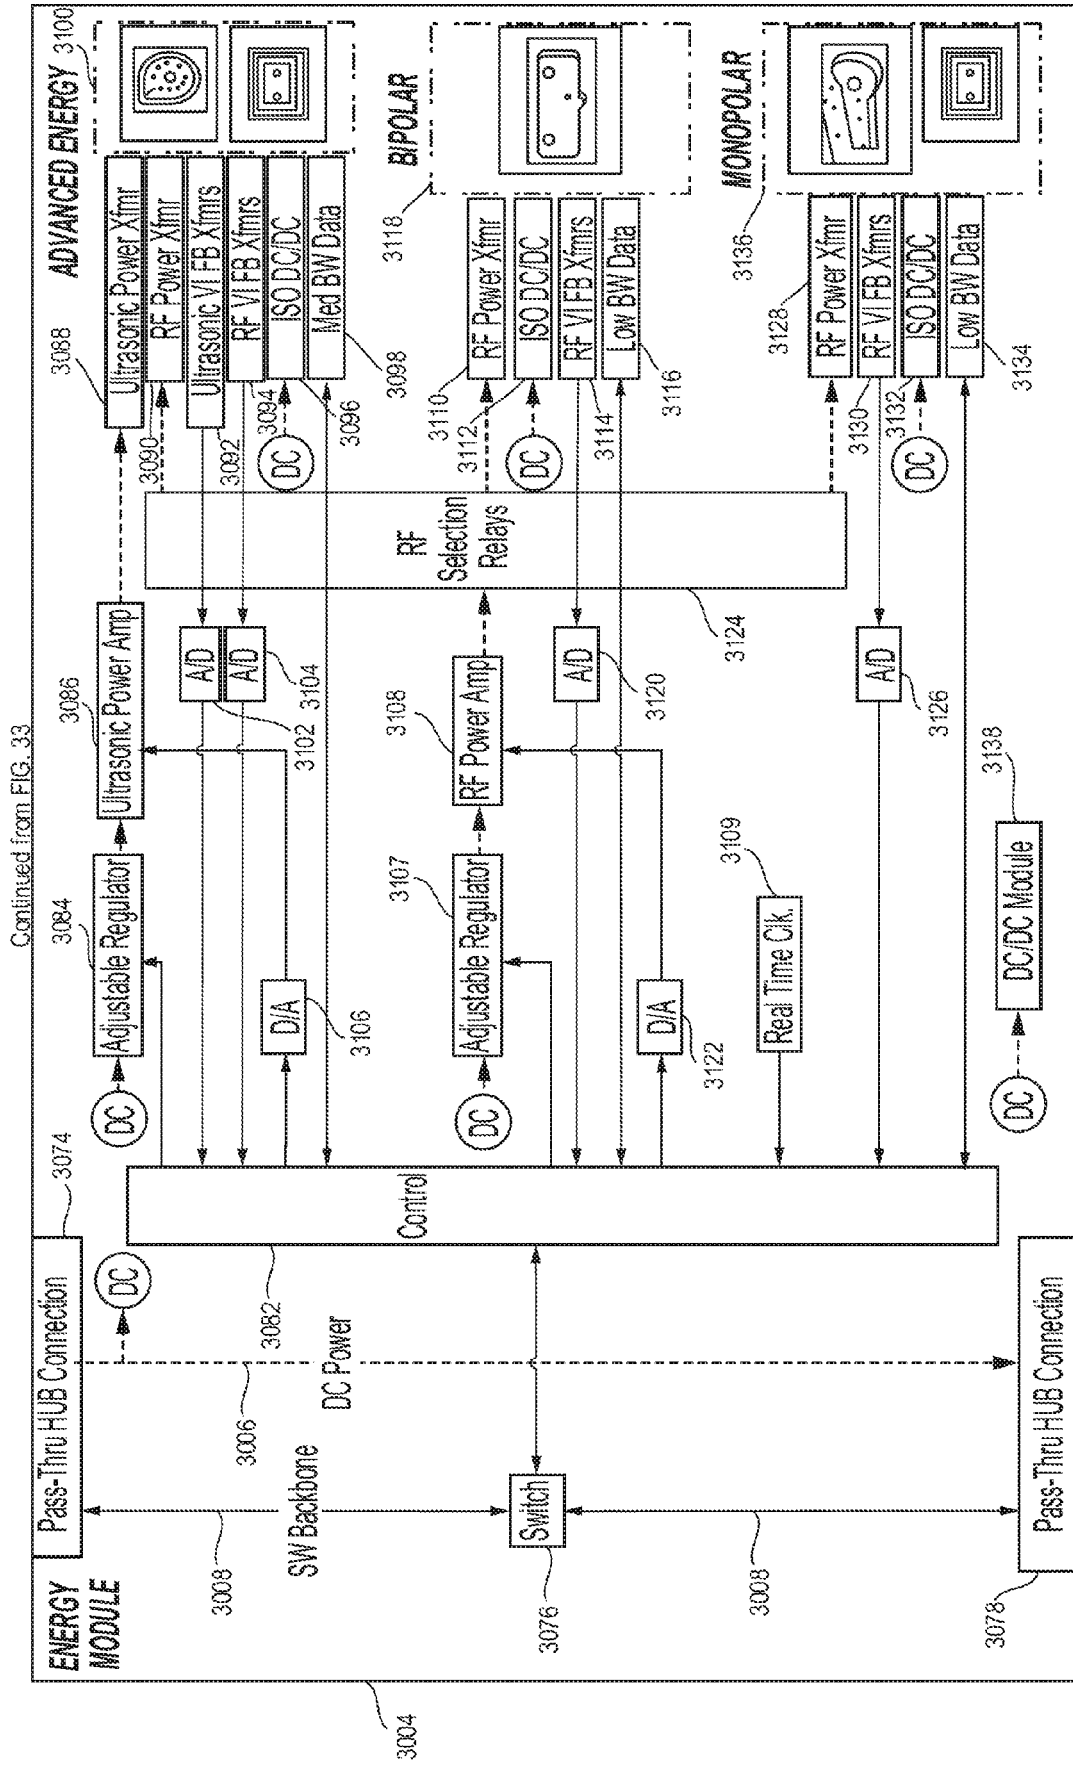 Continued from FIG. 33
3004
ENERGY
MODULE
Pass-Thru HUB Connection
3074
3008
SW Backbone
3006
DC Power
DC
Switch
3076
3008
3078
Pass-Thru HUB Connection
Control
3082
DC
Adjustable Regulator
3084
Ultrasonic Power Amp
3086
A/D
3102
A/D
3104
D/A
3106
DC
Adjustable Regulator
3107
RF Power Amp
3108
A/D
3120
D/A
3122
Real Time Clk.
3109
A/D
3126
DC
DC/DC Module
3138
RF
Selection
Relays
3124
ADVANCED ENERGY
3100
3088
Ultrasonic Power Xfmr
3090
RF Power Xfmr
3092
Ultrasonic VI FB Xfmrs
3094
RF VI FB Xfmrs
DC
3096
ISO DC/DC
3098
Med BW Data
BIPOLAR
3118
3110
RF Power Xfmr
3112
ISO DC/DC
DC
3114
RF VI FB Xfmrs
3116
Low BW Data
MONOPOLAR
3136
3128
RF Power Xfmr
3130
RF VI FB Xfmrs
3132
ISO DC/DC
DC
3134
Low BW Data